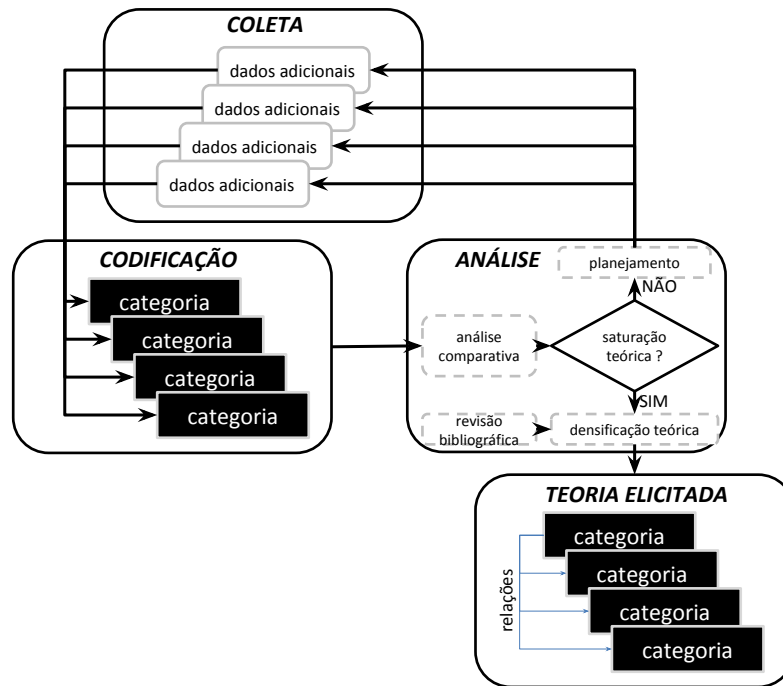 COLETA
dados adicionais
dados adicionais
dados adicionais
dados adicionais
CODIFICAÇÃO
categoria
categoria
categoria
categoria
ANÁLISE
planejamento
NÃO
análise
comparativa
saturação
teórica ?
SIM
revisão
bibliográfica
densificação teórica
TEORIA ELICITADA
relações
categoria
categoria
categoria
categoria